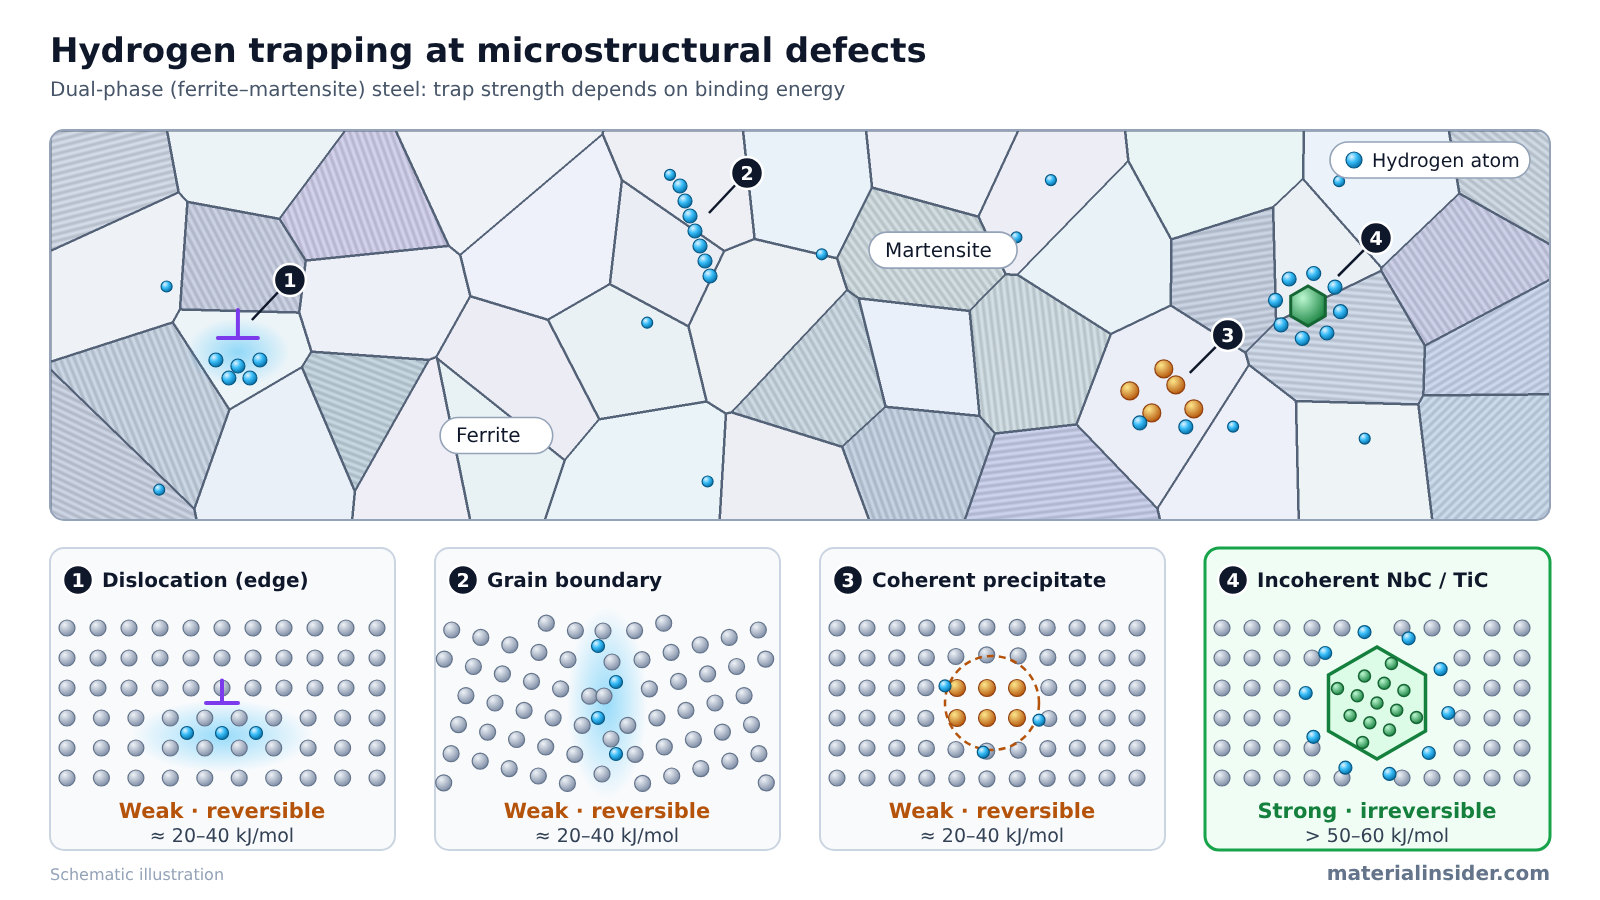 Hydrogen trapping at microstructural defects
Dual-phase (ferrite–martensite) steel: trap strength depends on binding energy
Hydrogen atom
2
4
Martensite
1
3
Ferrite
1 Dislocation (edge)
Weak · reversible
≈ 20–40 kJ/mol
2 Grain boundary
Weak · reversible
≈ 20–40 kJ/mol
3 Coherent precipitate
Weak · reversible
≈ 20–40 kJ/mol
4 Incoherent NbC / TiC
Strong · irreversible
> 50–60 kJ/mol
Schematic illustration
materialinsider.com